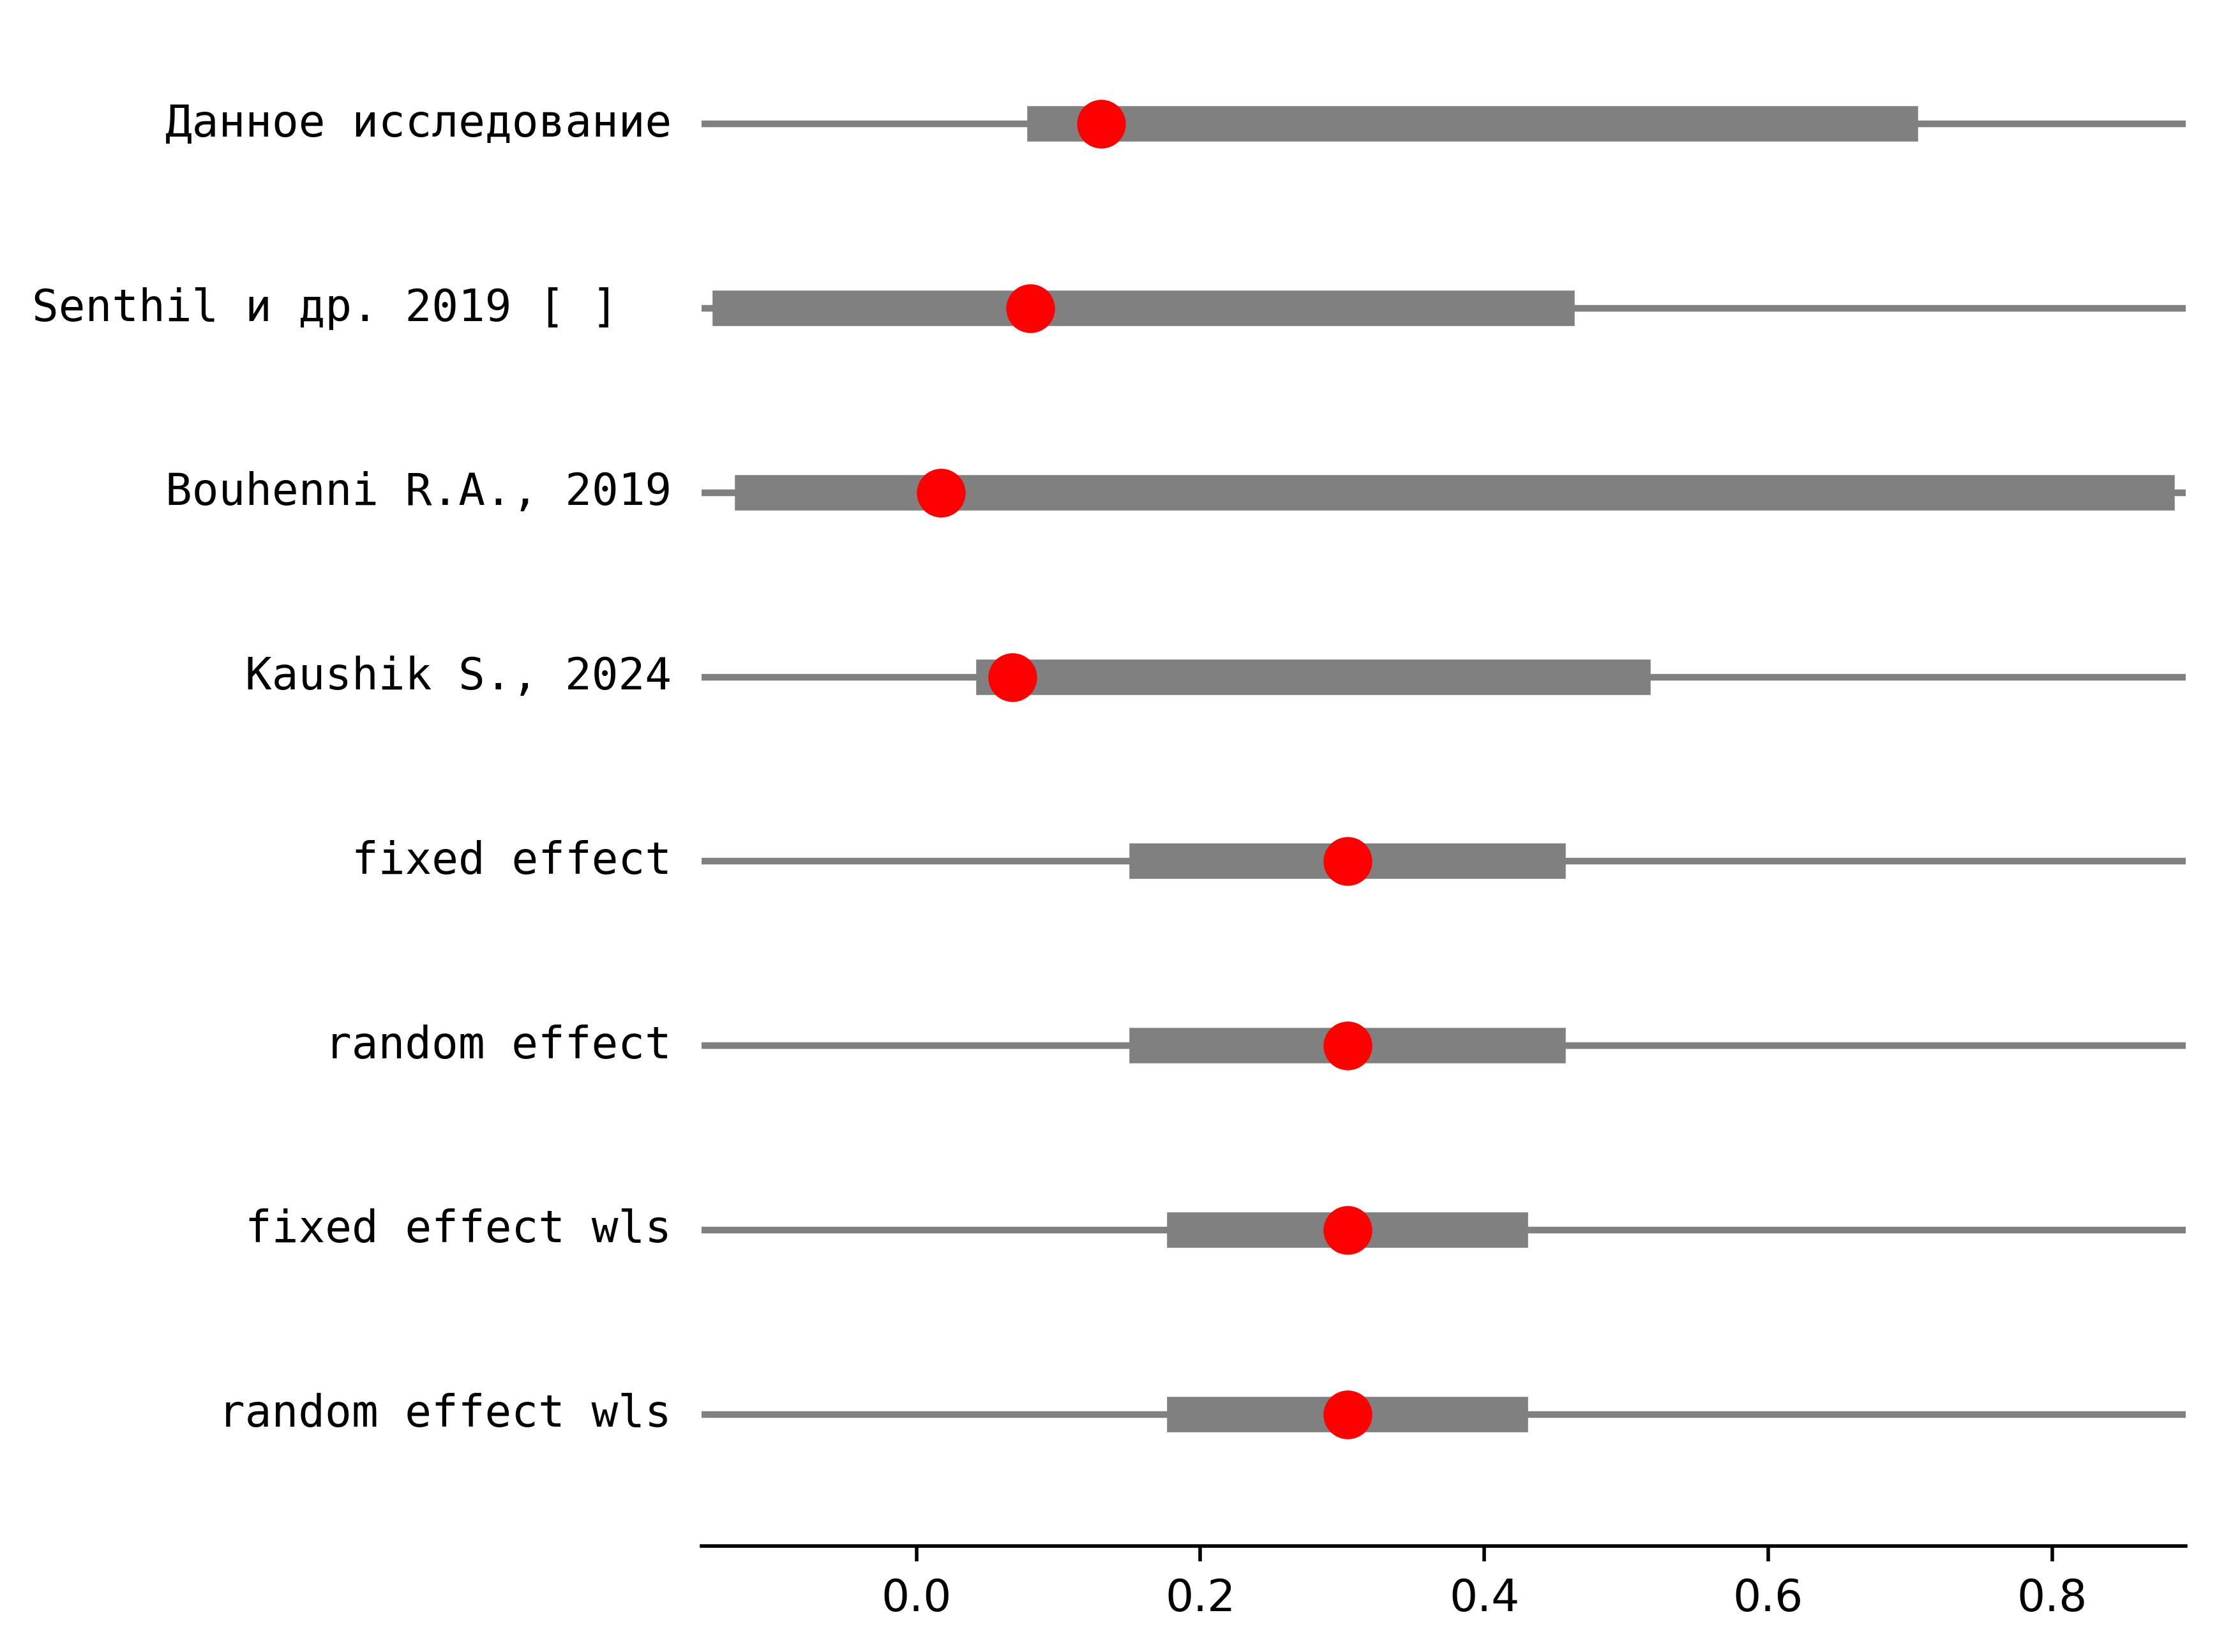 Данное исследование
Senthil и др. 2019 [ ]
Bouhenni R.A., 2019
Kaushik S., 2024
fixed effect
random effect
fixed effect wls
random effect wls
0.0 0.2 0.4 0.6 0.8